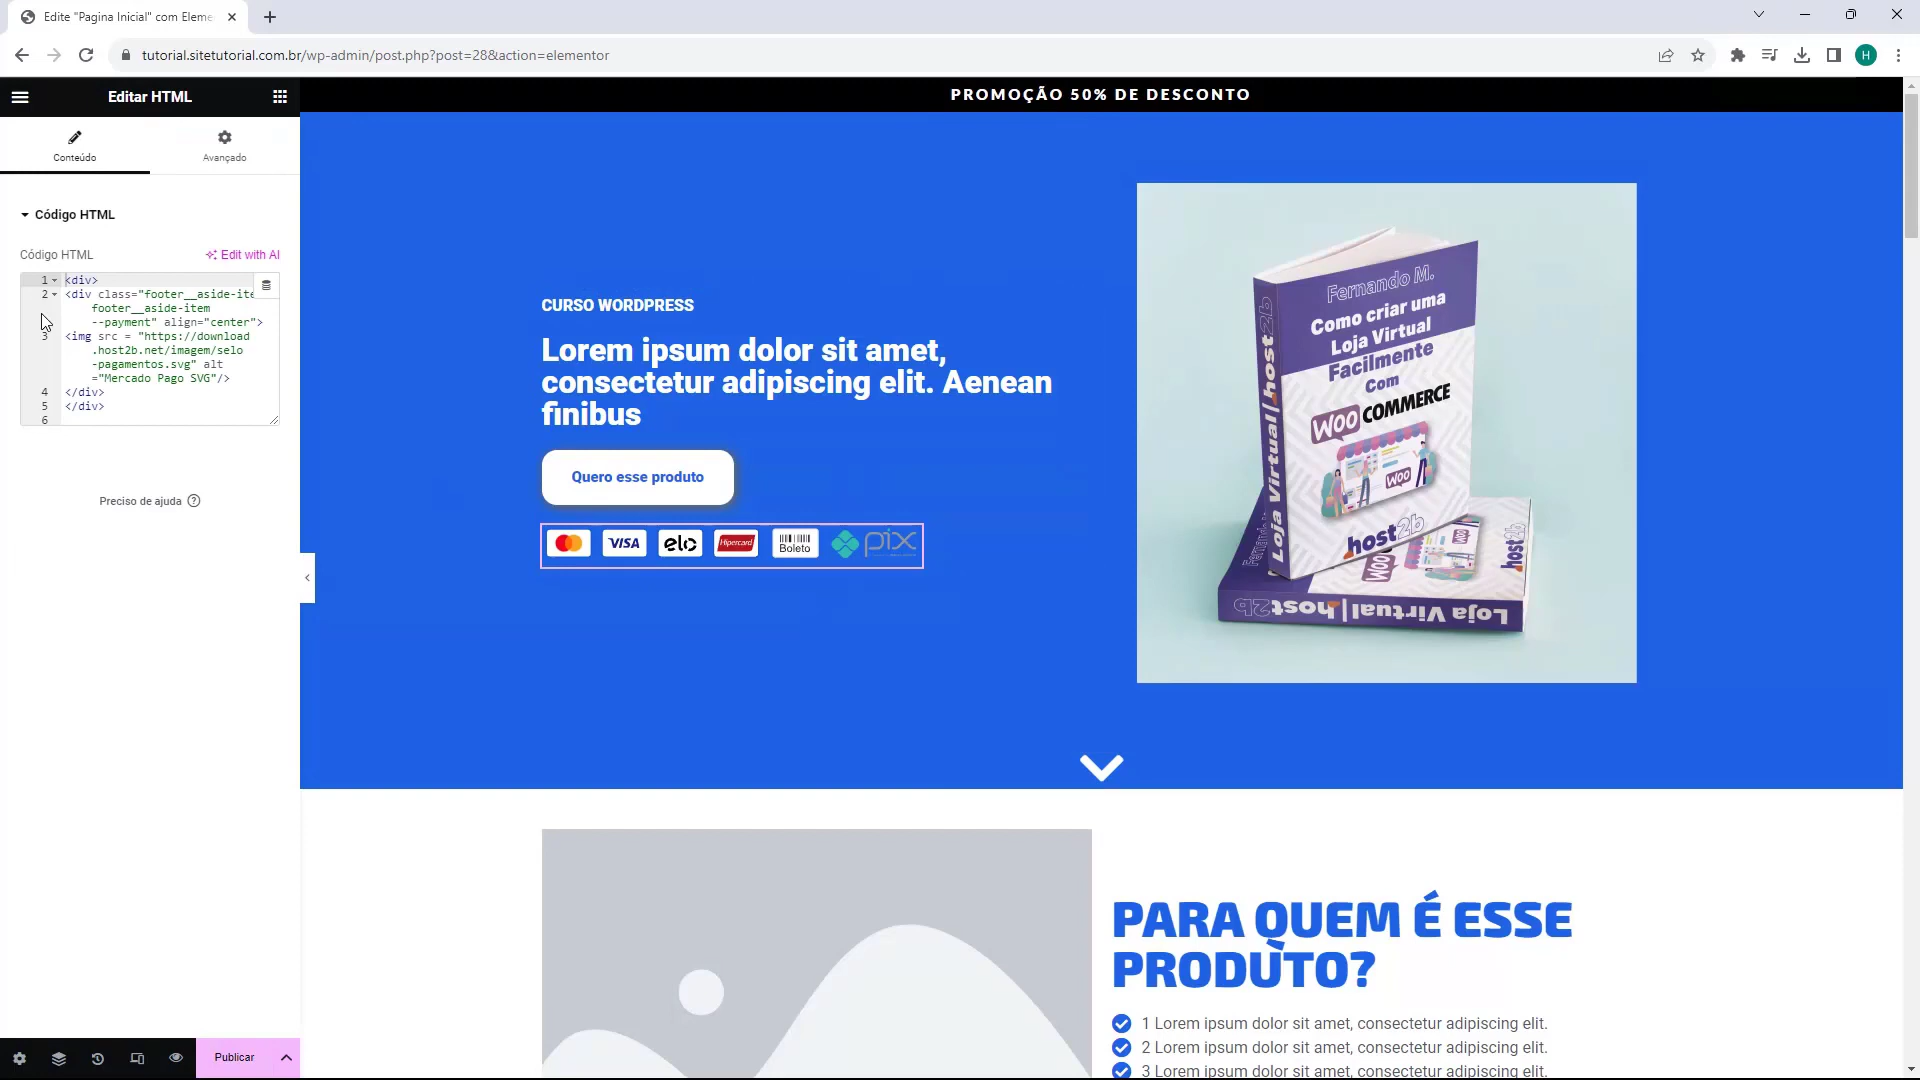 Edite "Pagina Inicial" com Eleme
tutorial.sitetutorial.com.br/wp-admin/post.php?post=28&action=elementor
H
Editar HTML
PROMOÇÃO 50% DE DESCONTO
Conteúdo
Avançado
Código HTML
Código HTML
Edit with AI
1 <div>
2 <div class="footer__aside-ite
footer__aside-item
--payment" align="center">
3 <img src = "https://download
.host2b.net/imagem/selo
-pagamentos.svg" alt
="Mercado Pago SVG"/>
4 </div>
5 </div>
6
Preciso de ajuda
CURSO WORDPRESS
Lorem ipsum dolor sit amet,
consectetur adipiscing elit. Aenean
finibus
Quero esse produto
VISA
elo
Hipercard
Boleto
pix
Fernando M.
Como criar uma
Loja Virtual
Facilmente
Com
WOO COMMERCE
WOO
host2b
Loja Virtual | host2b
WOO
host2b
Loja Virtual | host2b
PARA QUEM É ESSE
PRODUTO?
1 Lorem ipsum dolor sit amet, consectetur adipiscing elit.
2 Lorem ipsum dolor sit amet, consectetur adipiscing elit.
3 Lorem ipsum dolor sit amet, consectetur adipiscing elit.
Publicar